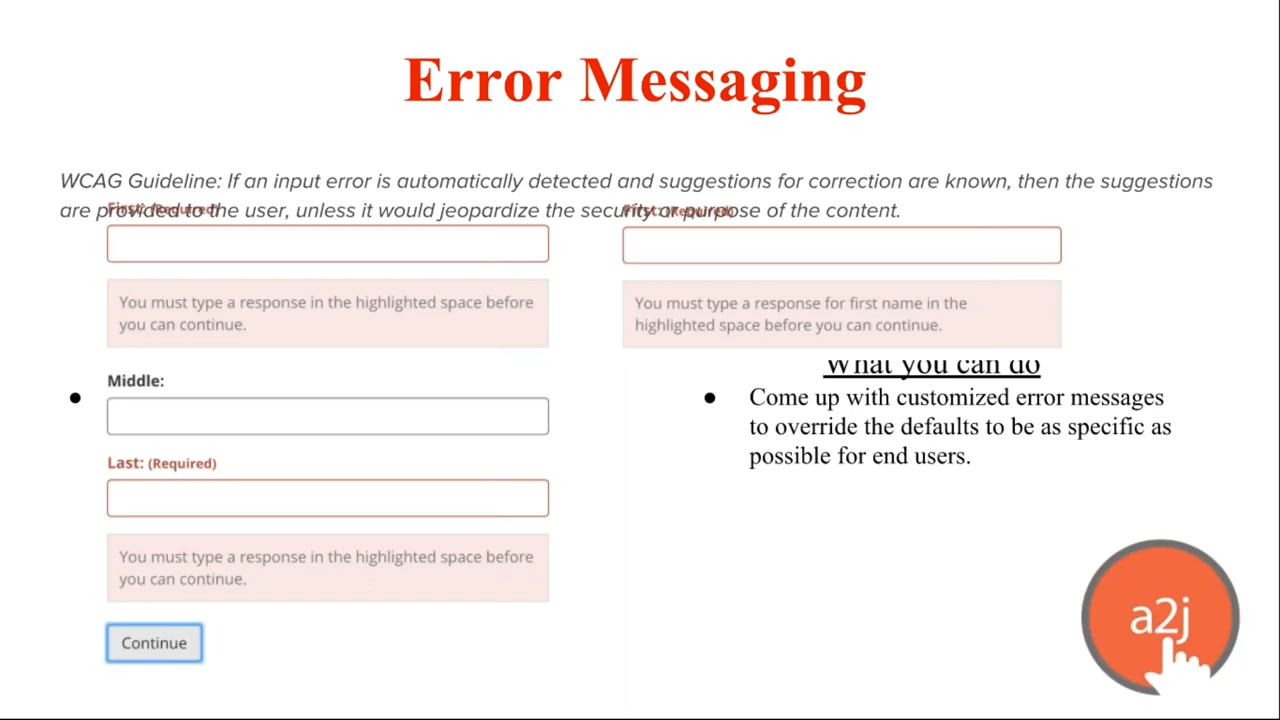 Error Messaging
WCAG Guideline: If an input error is automatically detected and suggestions for correction are known, then the suggestions
are provided to the user, unless it would jeopardize the security or purpose of the content.
First: (Required)
You must type a response in the highlighted space before
you can continue.
Middle:
Last: (Required)
You must type a response in the highlighted space before
you can continue.
Continue
First: (Required)
You must type a response for first name in the
highlighted space before you can continue.
What you can do
● Come up with customized error messages
to override the defaults to be as specific as
possible for end users.
a2j